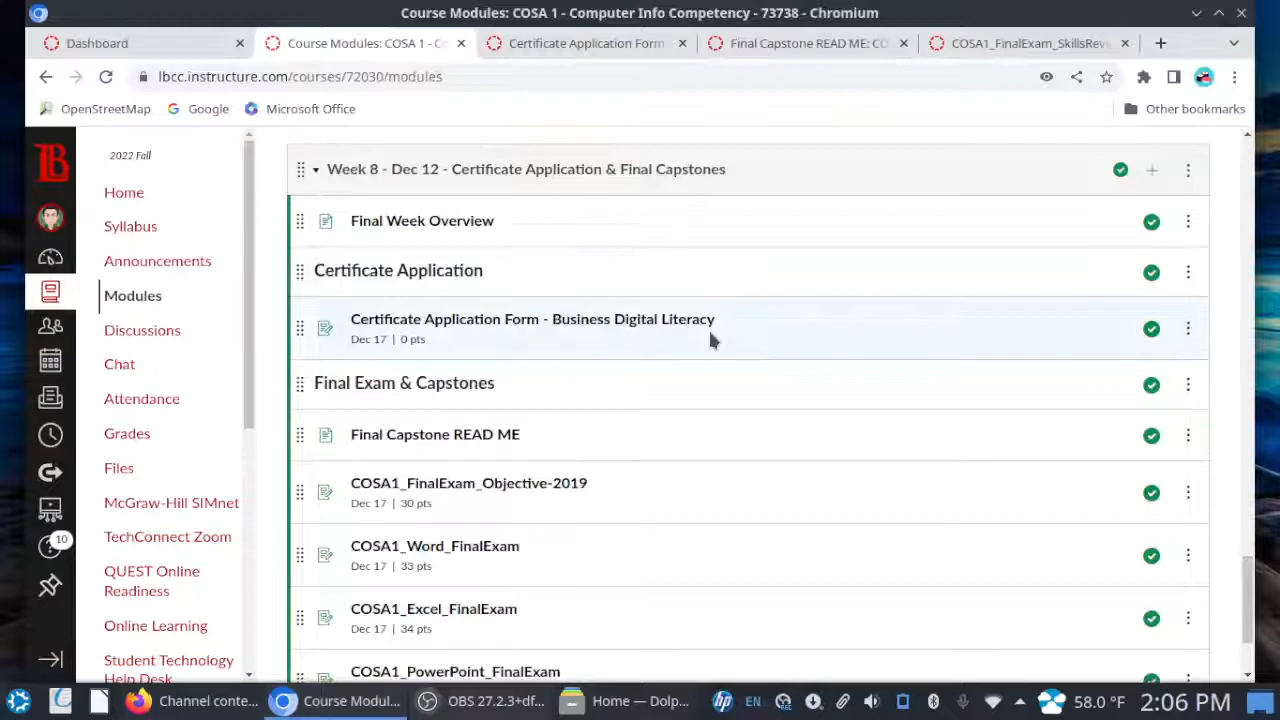 Course Modules: COSA 1 - Computer Info Competency - 73738 - Chromium
Dashboard
Course Modules: COSA 1 - Co
Certificate Application Form
Final Capstone READ ME: CO
COSA1_FinalExam_SkillsReve
lbcc.instructure.com/courses/72030/modules
OpenStreetMap
Google
Microsoft Office
Other bookmarks
LB
2022 Fall
Home
Syllabus
Announcements
Modules
Discussions
Chat
Attendance
Grades
Files
McGraw-Hill SIMnet
TechConnect Zoom
QUEST Online
Readiness
Online Learning
Student Technology
Help Desk
10
Week 8 - Dec 12 - Certificate Application & Final Capstones
Final Week Overview
Certificate Application
Certificate Application Form - Business Digital Literacy
Dec 17 | 0 pts
Final Exam & Capstones
Final Capstone READ ME
COSA1_FinalExam_Objective-2019
Dec 17 | 30 pts
COSA1_Word_FinalExam
Dec 17 | 33 pts
COSA1_Excel_FinalExam
Dec 17 | 34 pts
COSA1_PowerPoint_FinalExam
Channel conte...
Course Modul...
OBS 27.2.3+df...
Home — Dolp...
EN
58.0 °F
2:06 PM